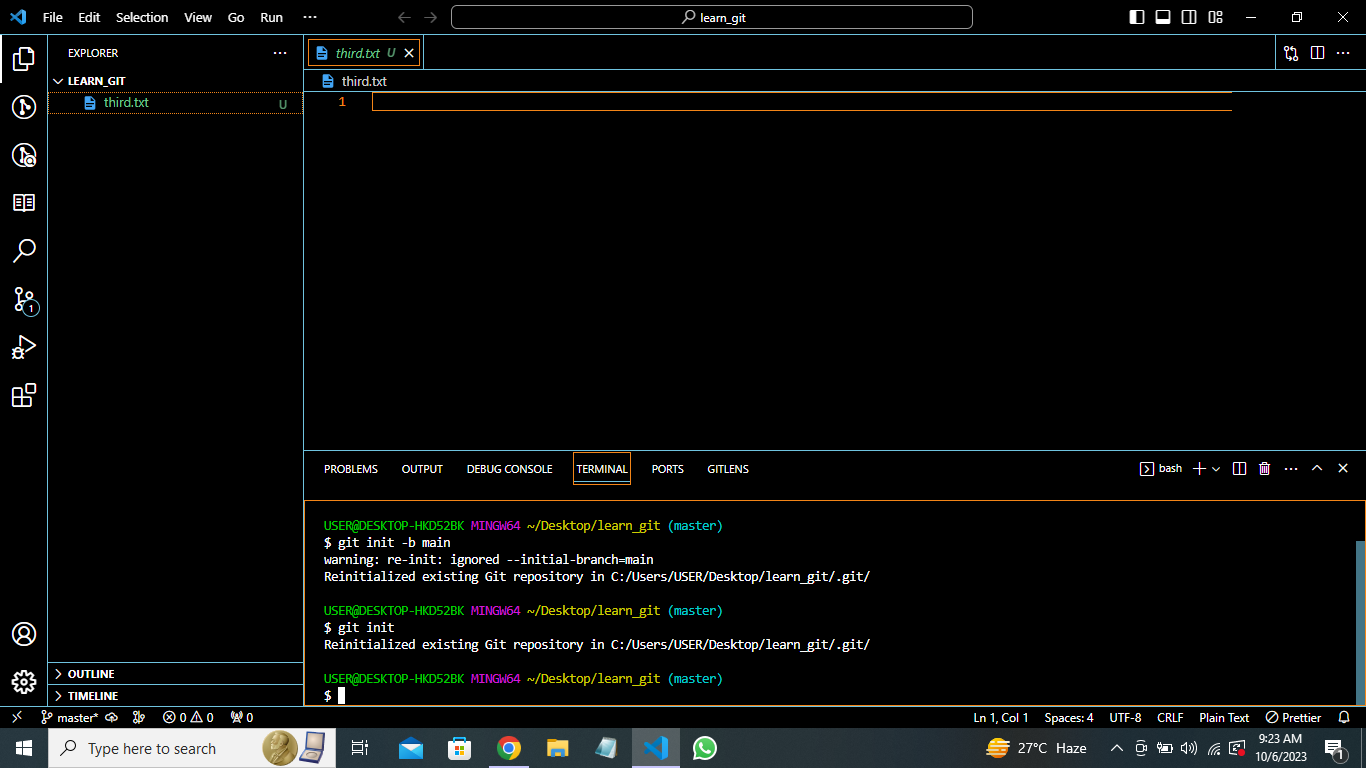 File Edit Selection View Go Run ···
learn_git
EXPLORER ···
LEARN_GIT
third.txt U
third.txt U
third.txt
1
1
PROBLEMS OUTPUT DEBUG CONSOLE TERMINAL PORTS GITLENS
bash
USER@DESKTOP-HKD52BK MINGW64 ~/Desktop/learn_git (master)
$ git init -b main
warning: re-init: ignored --initial-branch=main
Reinitialized existing Git repository in C:/Users/USER/Desktop/learn_git/.git/
USER@DESKTOP-HKD52BK MINGW64 ~/Desktop/learn_git (master)
$ git init
Reinitialized existing Git repository in C:/Users/USER/Desktop/learn_git/.git/
USER@DESKTOP-HKD52BK MINGW64 ~/Desktop/learn_git (master)
$
OUTLINE
TIMELINE
master* 0 0 0 Ln 1, Col 1 Spaces: 4 UTF-8 CRLF Plain Text Prettier
Type here to search
27°C Haze
9:23 AM
10/6/2023
1